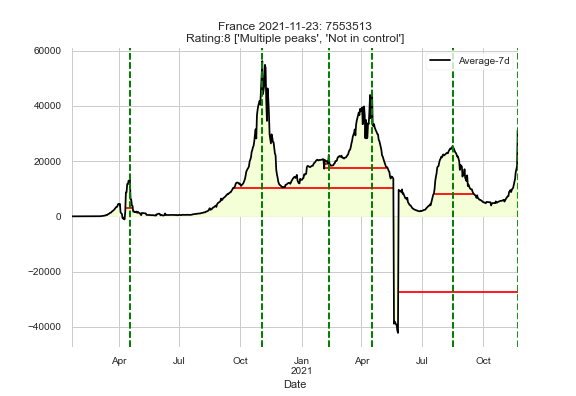 France 2021-11-23: 7553513
Rating:8 ['Multiple peaks', 'Not in control']
Average-7d
60000
40000
20000
0
−20000
−40000
Apr Jul Oct Jan Apr Jul Oct
2021
Date